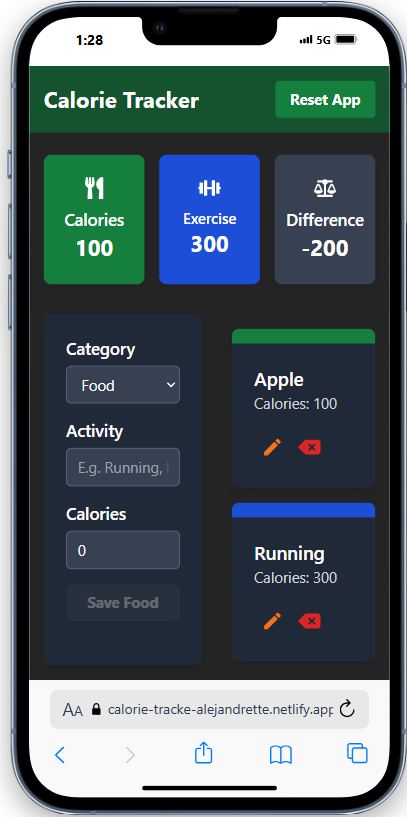 1:28
5G
Calorie Tracker
Reset App
Calories
100
Exercise
300
Difference
-200
Category
Food
Activity
E.g. Running,
Calories
0
Save Food
Apple
Calories: 100
Running
Calories: 300
AA calorie-tracke-alejandrette.netlify.app